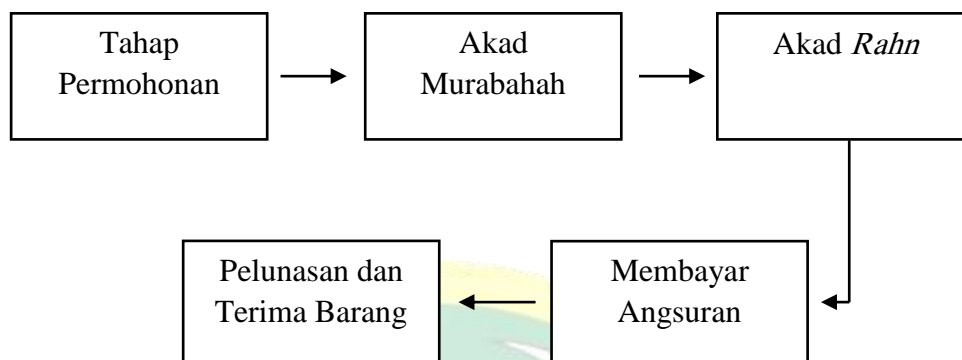 Tahap
Permohonan
Akad
Murabahah
Akad Rahn
Membayar
Angsuran
Pelunasan dan
Terima Barang